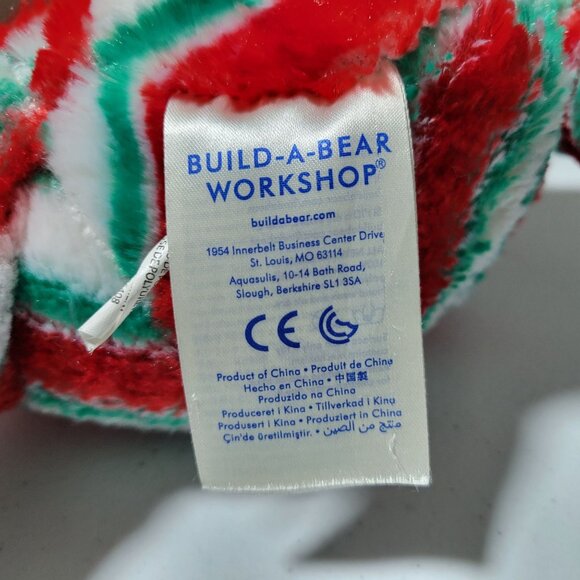 BUILD-A-BEAR
WORKSHOP®
buildabear.com
1954 Innerbelt Business Center Drive
St. Louis, MO 63114
Aquasulis, 10-14 Bath Road,
Slough, Berkshire SL1 3SA
CE
Product of China • Produit de Chine
Hecho en China • 中国製
Produzido na China
Produceret i Kina • Tillverkad i Kina
Produsert i Kina • Produziert in China
Çin'de üretilmiştir. • منتج من الصين